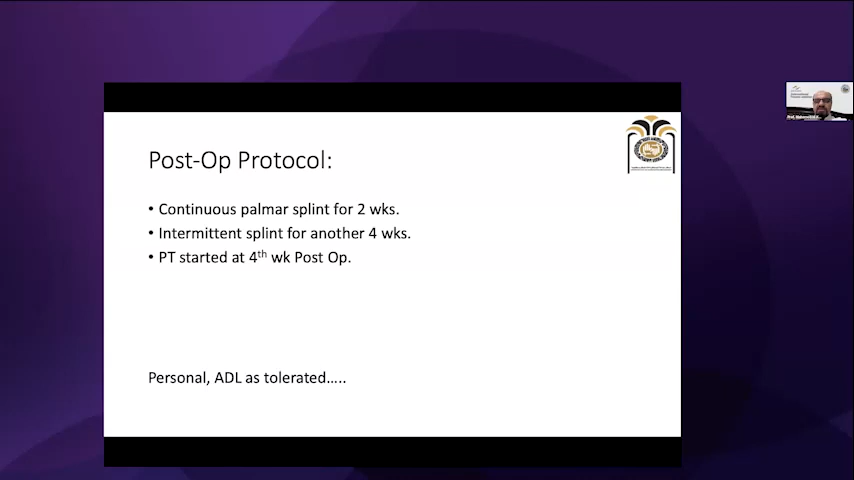 Post-Op Protocol:
• Continuous palmar splint for 2 wks.
• Intermittent splint for another 4 wks.
• PT started at 4th wk Post Op.
Personal, ADL as tolerated.....